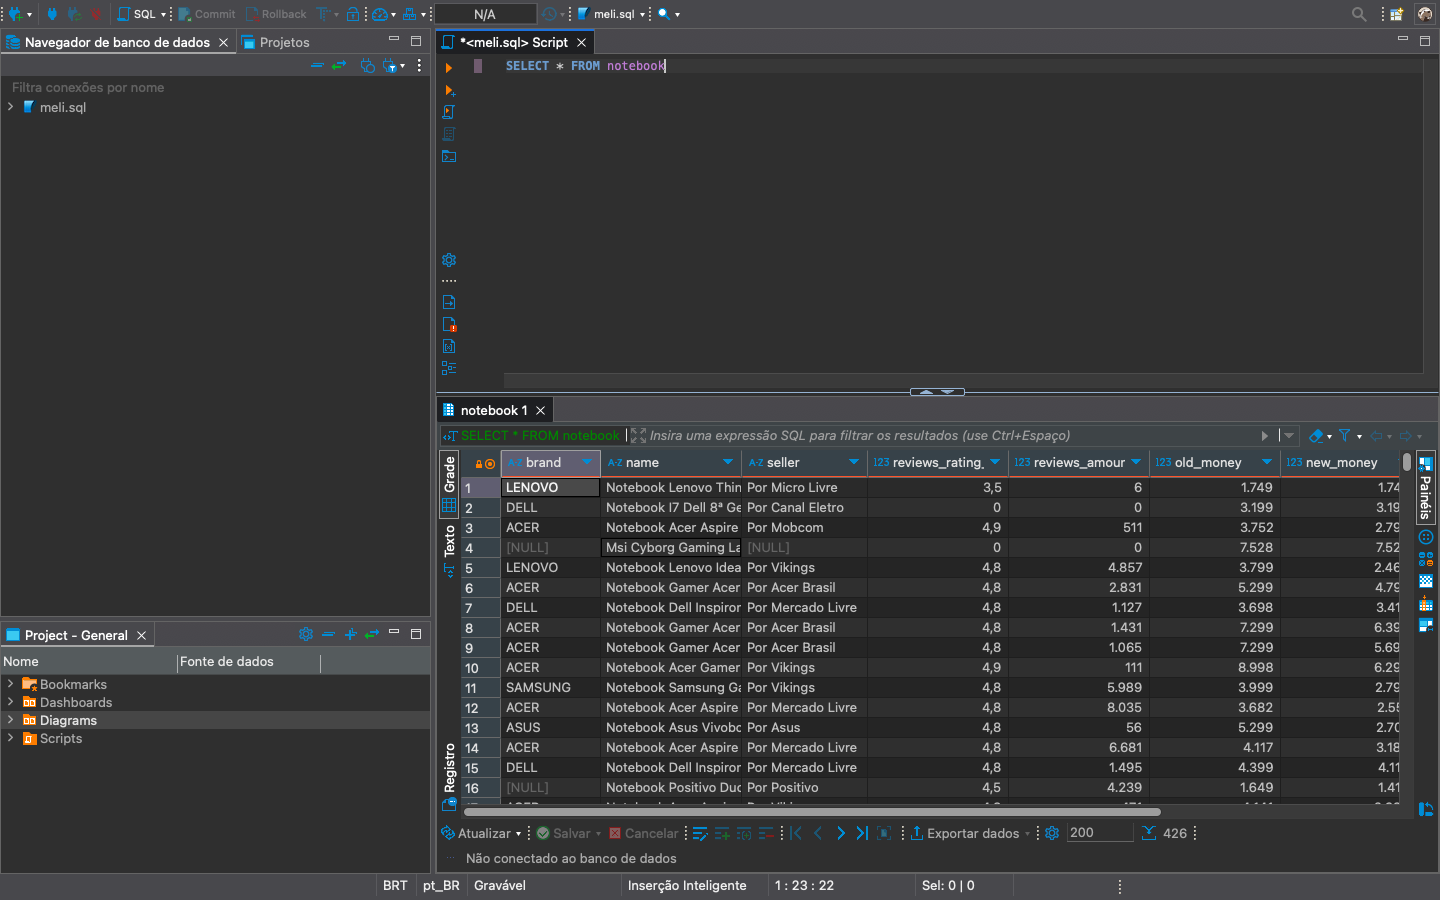 SQL
Commit
Rollback
T
N/A
meli.sql
Navegador de banco de dados
Projetos
Filtra conexões por nome
meli.sql
*<meli.sql> Script
SELECT * FROM notebook
notebook 1
SELECT * FROM notebook
Insira uma expressão SQL para filtrar os resultados (use Ctrl+Espaço)
Grade
Texto
Registro
Painéis
A-Z brand A-Z name A-Z seller 123 reviews_rating_ 123 reviews_amour 123 old_money 123 new_money
1 LENOVO Notebook Lenovo Thin Por Micro Livre 3,5 6 1.749 1.74
2 DELL Notebook I7 Dell 8ª Ge Por Canal Eletro 0 0 3.199 3.19
3 ACER Notebook Acer Aspire Por Mobcom 4,9 511 3.752 2.79
4 [NULL] Msi Cyborg Gaming La [NULL] 0 0 7.528 7.52
5 LENOVO Notebook Lenovo Idea Por Vikings 4,8 4.857 3.799 2.46
6 ACER Notebook Gamer Acer Por Acer Brasil 4,8 2.831 5.299 4.79
7 DELL Notebook Dell Inspiror Por Mercado Livre 4,8 1.127 3.698 3.41
8 ACER Notebook Gamer Acer Por Acer Brasil 4,8 1.431 7.299 6.39
9 ACER Notebook Gamer Acer Por Acer Brasil 4,8 1.065 7.299 5.69
10 ACER Notebook Acer Gamer Por Vikings 4,9 111 8.998 6.29
11 SAMSUNG Notebook Samsung Ga Por Vikings 4,8 5.989 3.999 2.79
12 ACER Notebook Acer Aspire Por Mercado Livre 4,8 8.035 3.682 2.55
13 ASUS Notebook Asus Vivobo Por Asus 4,8 56 5.299 2.70
14 ACER Notebook Acer Aspire Por Mercado Livre 4,8 6.681 4.117 3.18
15 DELL Notebook Dell Inspiror Por Mercado Livre 4,8 1.495 4.399 4.11
16 [NULL] Notebook Positivo Duo Por Positivo 4,5 4.239 1.649 1.41
Atualizar
Salvar
Cancelar
Exportar dados
200
426
Não conectado ao banco de dados
Project - General
Nome
Fonte de dados
Bookmarks
Dashboards
Diagrams
Scripts
BRT
pt_BR
Gravável
Inserção Inteligente
1 : 23 : 22
Sel: 0 | 0